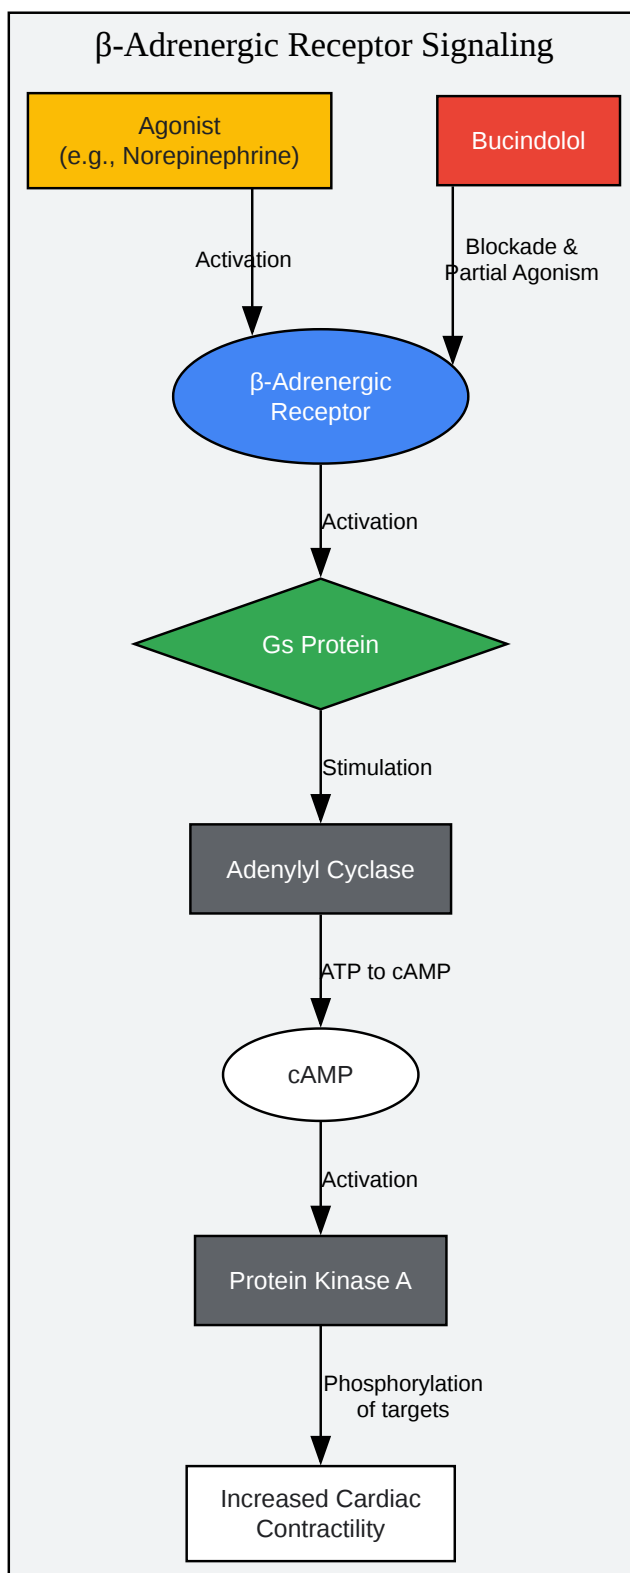 β-Adrenergic Receptor Signaling
Agonist
(e.g., Norepinephrine)
Bucindolol
Activation
Blockade &
Partial Agonism
β-Adrenergic
Receptor
Activation
Gs Protein
Stimulation
Adenylyl Cyclase
ATP to cAMP
cAMP
Activation
Protein Kinase A
Phosphorylation
of targets
Increased Cardiac
Contractility